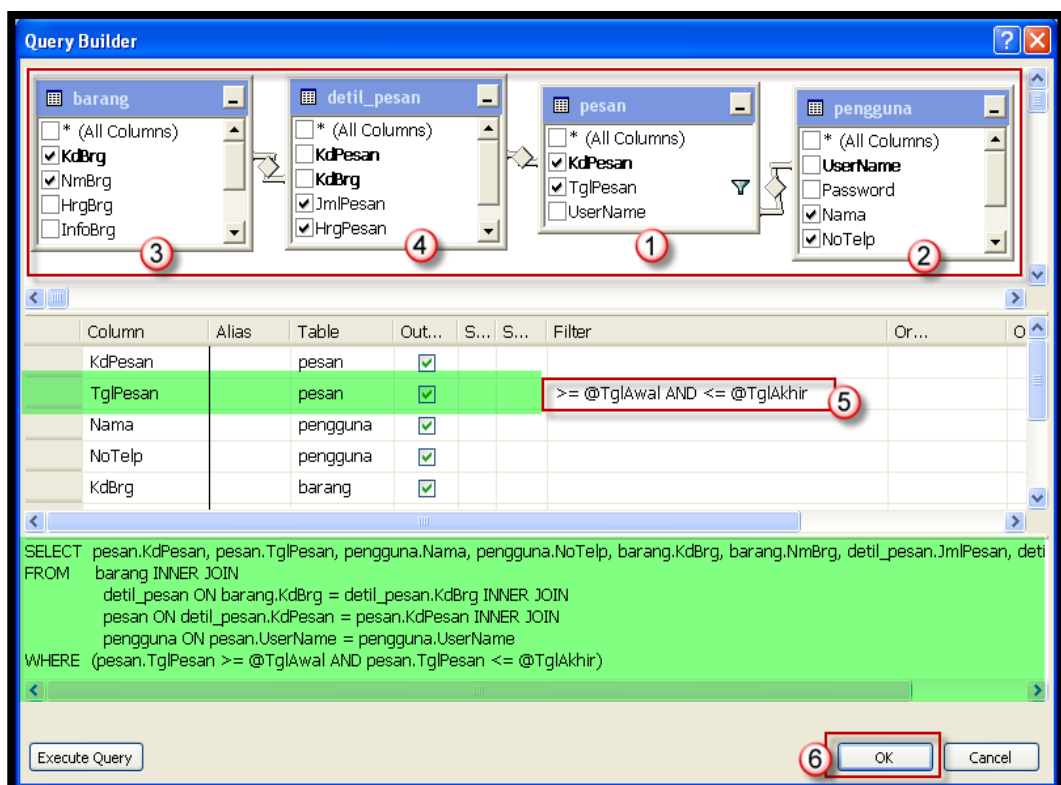 Query Builder
barang
* (All Columns)
KdBrg
NmBrg
HrgBrg
InfoBrg
3
detil_pesan
* (All Columns)
KdPesan
KdBrg
JmlPesan
HrgPesan
4
pesan
* (All Columns)
KdPesan
TglPesan
UserName
1
pengguna
* (All Columns)
UserName
Password
Nama
NoTelp
2
Column Alias Table Out... S... S... Filter Or... O
KdPesan pesan
TglPesan pesan >= @TglAwal AND <= @TglAkhir 5
Nama pengguna
NoTelp pengguna
KdBrg barang
SELECT pesan.KdPesan, pesan.TglPesan, pengguna.Nama, pengguna.NoTelp, barang.KdBrg, barang.NmBrg, detil_pesan.JmlPesan, deti
FROM barang INNER JOIN
detil_pesan ON barang.KdBrg = detil_pesan.KdBrg INNER JOIN
pesan ON detil_pesan.KdPesan = pesan.KdPesan INNER JOIN
pengguna ON pesan.UserName = pengguna.UserName
WHERE (pesan.TglPesan >= @TglAwal AND pesan.TglPesan <= @TglAkhir)
Execute Query 6 OK Cancel